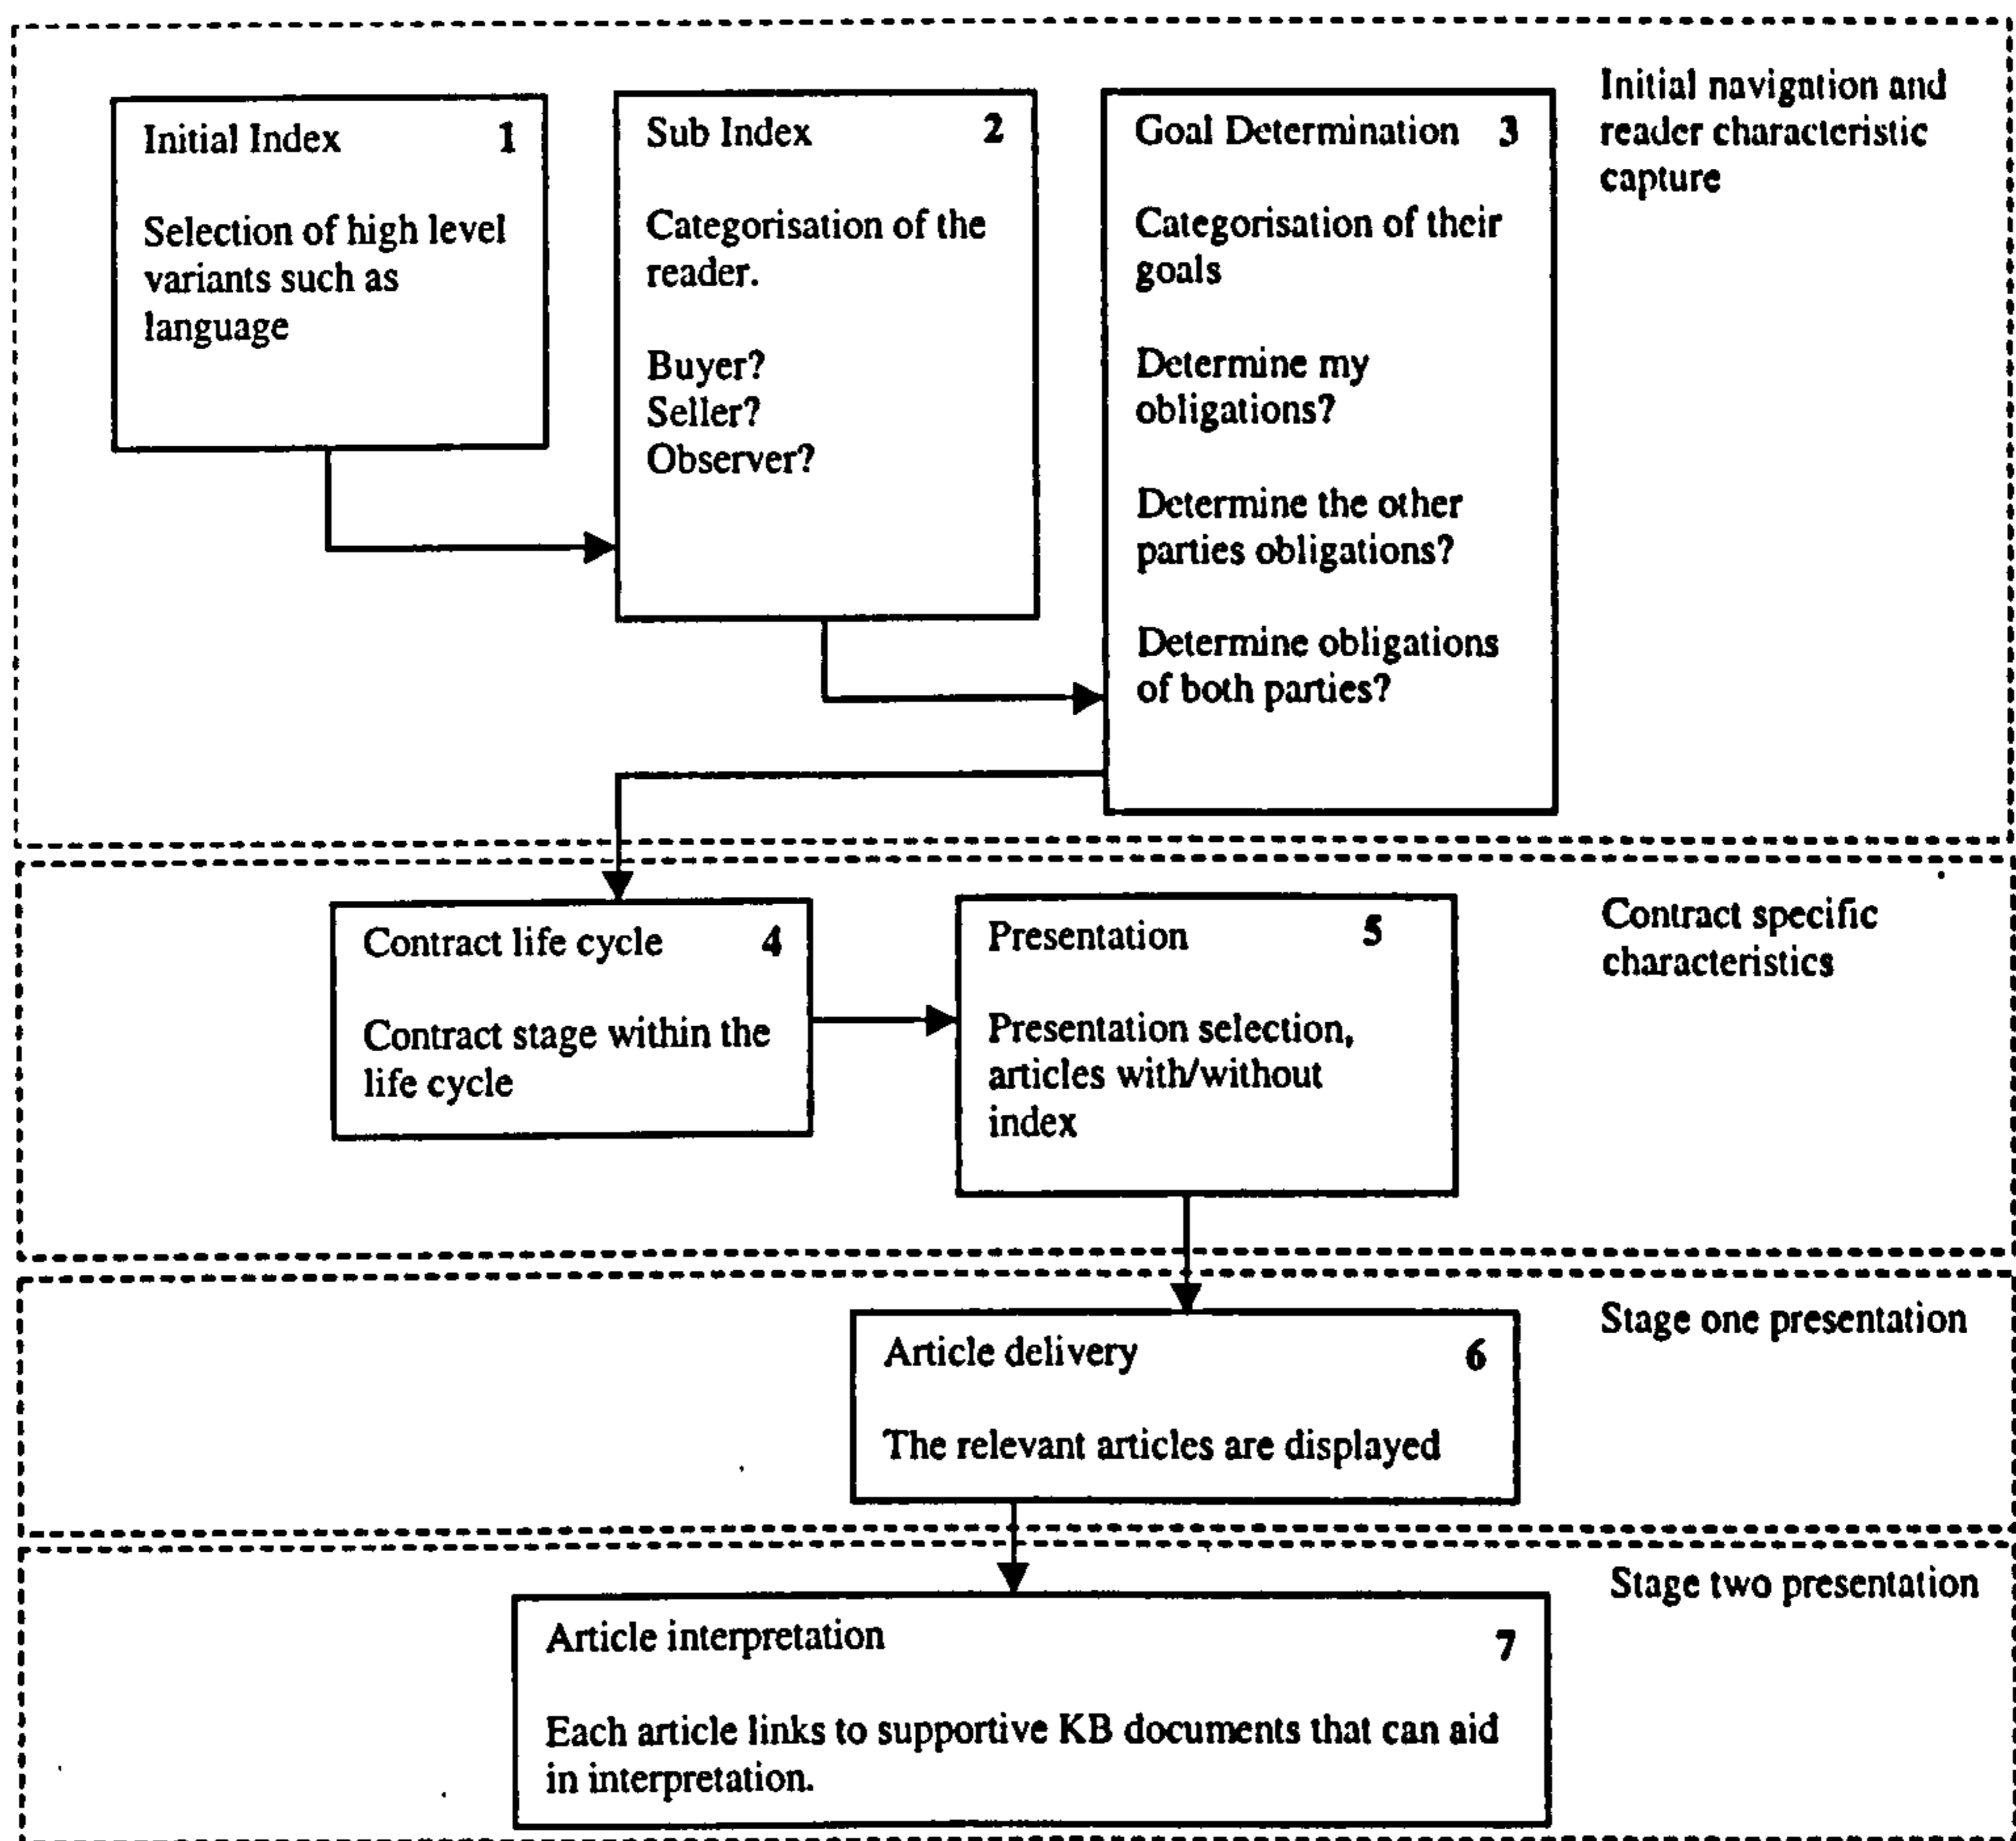 Initial Index 1
Selection of high level
variants such as
language
Sub Index 2
Categorisation of the
reader.
Buyer?
Seller?
Observer?
Goal Determination 3
Categorisation of their
goals
Determine my
obligations?
Determine the other
parties obligations?
Determine obligations
of both parties?
Initial navigation and
reader characteristic
capture
Contract life cycle 4
Contract stage within the
life cycle
Presentation 5
Presentation selection,
articles with/without
index
Contract specific
characteristics
Article delivery 6
The relevant articles are displayed
Stage one presentation
Article interpretation 7
Each article links to supportive KB documents that can aid
in interpretation.
Stage two presentation